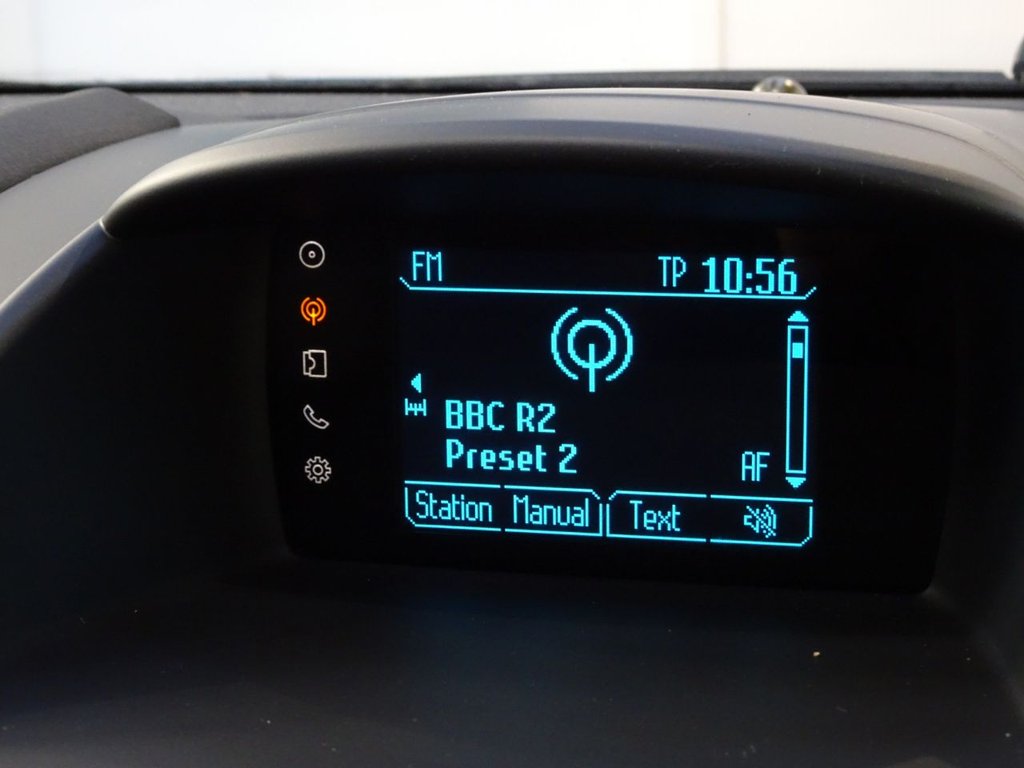 FM TP 10:56
BBC R2
Preset 2
AF
Station Manual Text